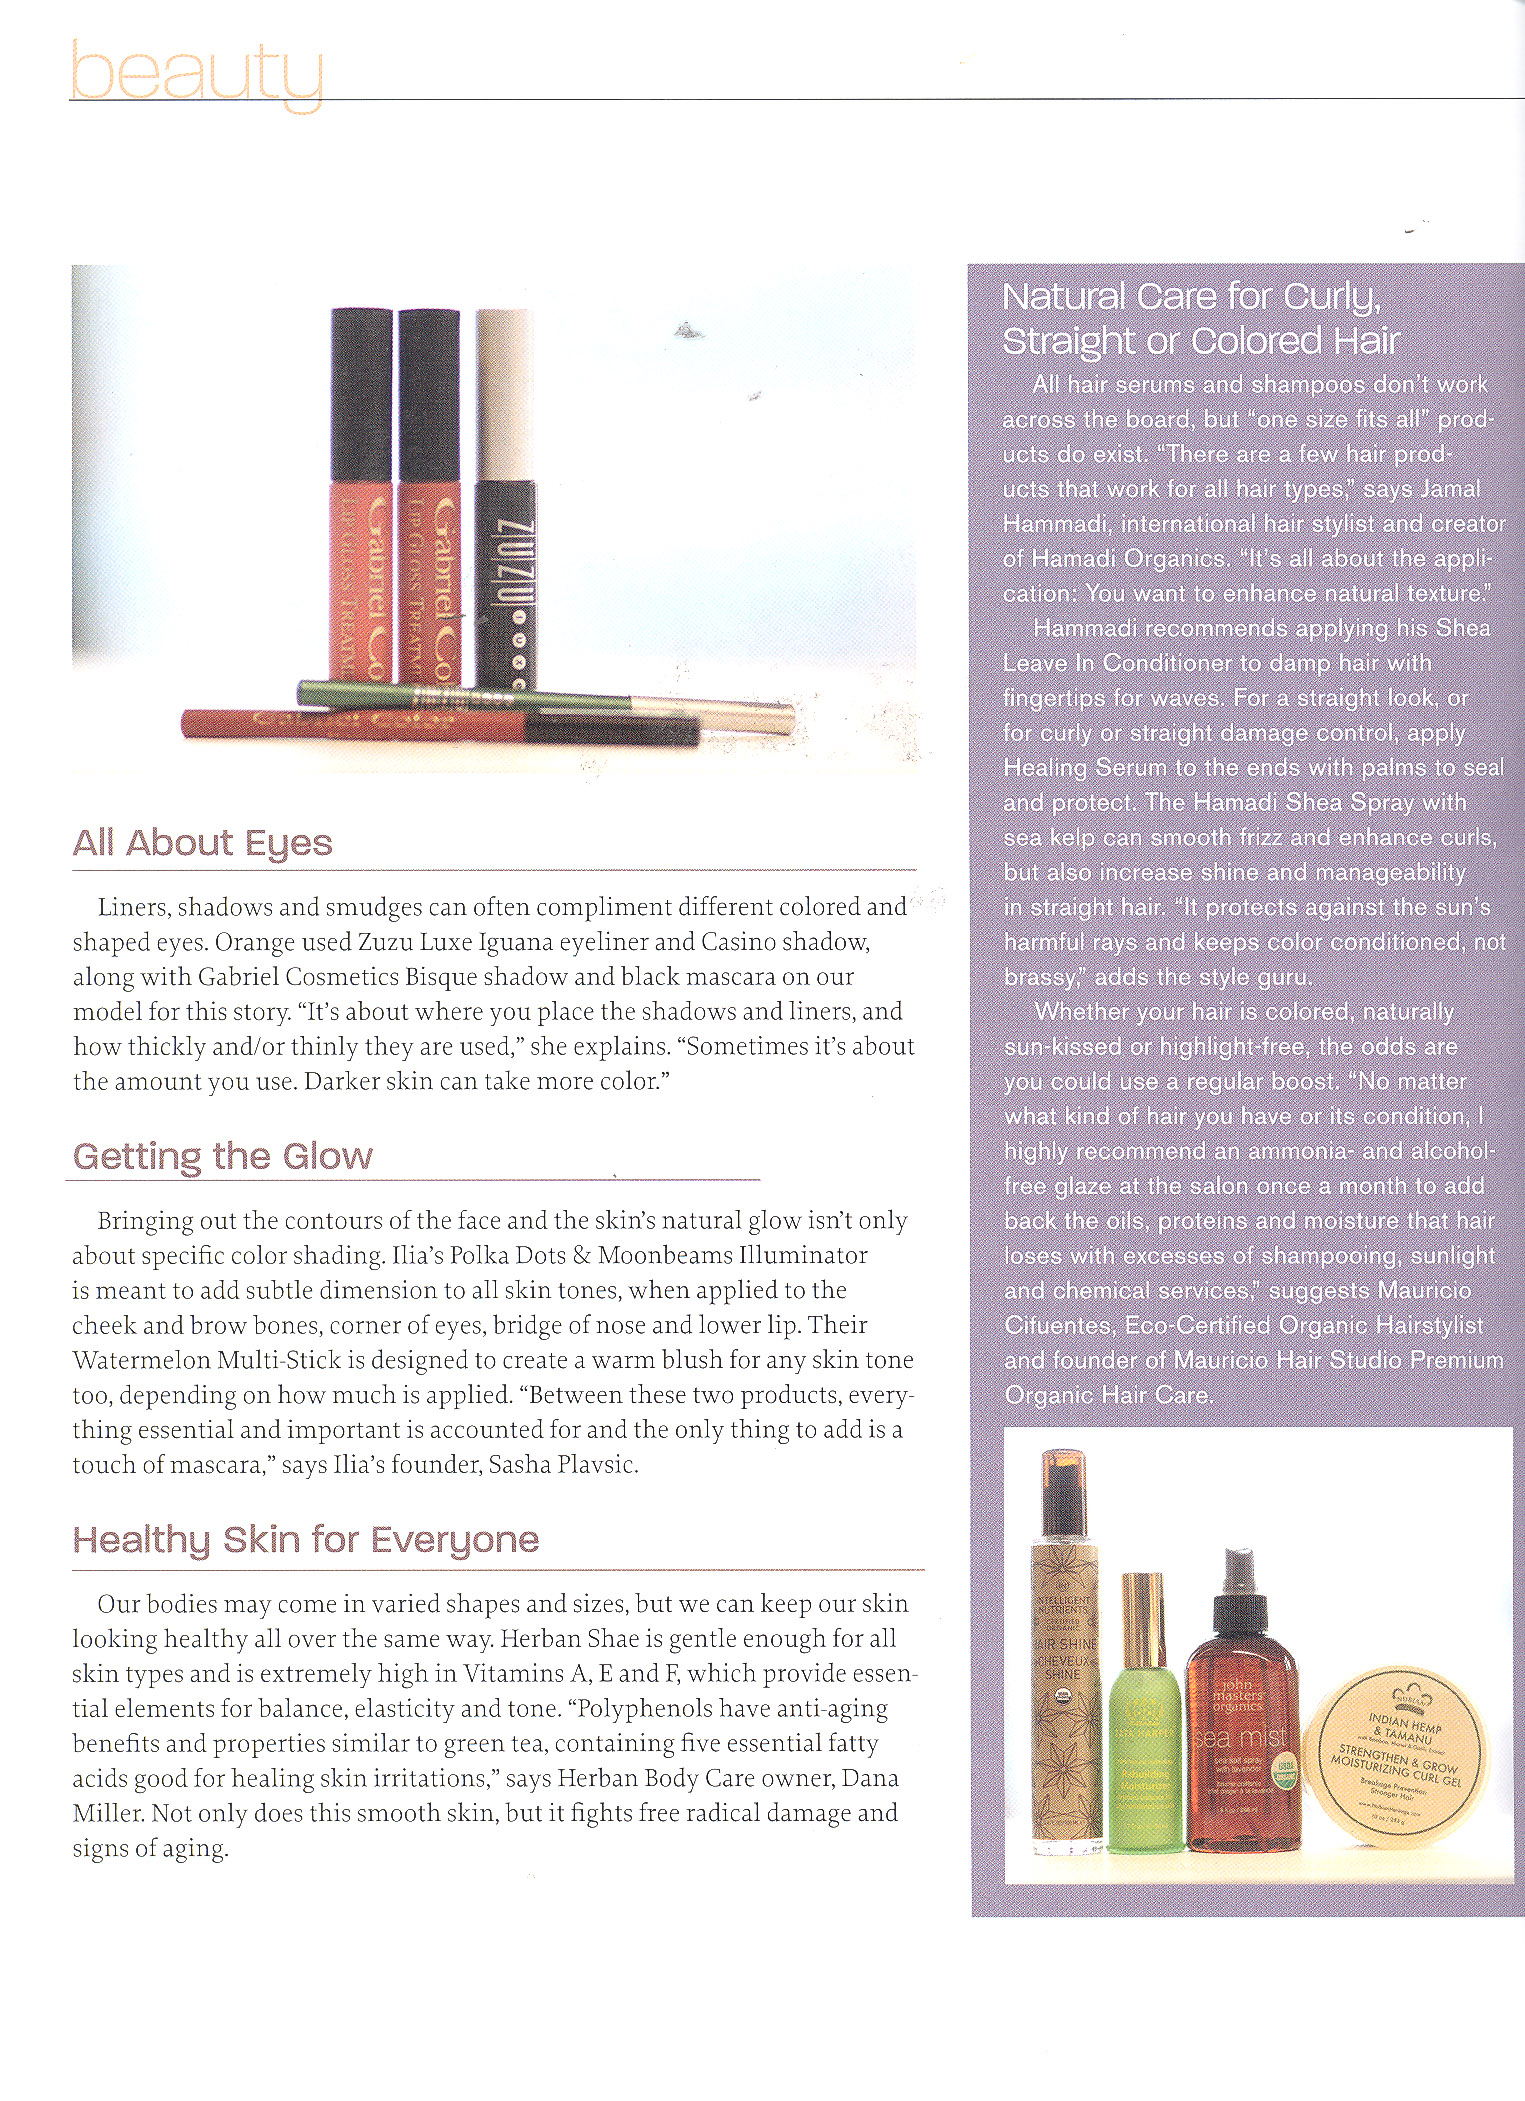 beauty
Gabriel Co
Lip Gloss Treatme
Gabriel Co
Lip Gloss Treatme
ZUZU
LUXE
All About Eyes
Liners, shadows and smudges can often compliment different colored and
shaped eyes. Orange used Zuzu Luxe Iguana eyeliner and Casino shadow,
along with Gabriel Cosmetics Bisque shadow and black mascara on our
model for this story. “It’s about where you place the shadows and liners, and
how thickly and/or thinly they are used,” she explains. “Sometimes it’s about
the amount you use. Darker skin can take more color.”
Getting the Glow
Bringing out the contours of the face and the skin’s natural glow isn’t only
about specific color shading. Ilia’s Polka Dots & Moonbeams Illuminator
is meant to add subtle dimension to all skin tones, when applied to the
cheek and brow bones, corner of eyes, bridge of nose and lower lip. Their
Watermelon Multi-Stick is designed to create a warm blush for any skin tone
too, depending on how much is applied. “Between these two products, every-
thing essential and important is accounted for and the only thing to add is a
touch of mascara,” says Ilia’s founder, Sasha Plavsic.
Healthy Skin for Everyone
Our bodies may come in varied shapes and sizes, but we can keep our skin
looking healthy all over the same way. Herban Shae is gentle enough for all
skin types and is extremely high in Vitamins A, E and F, which provide essen-
tial elements for balance, elasticity and tone. “Polyphenols have anti-aging
benefits and properties similar to green tea, containing five essential fatty
acids good for healing skin irritations,” says Herban Body Care owner, Dana
Miller. Not only does this smooth skin, but it fights free radical damage and
signs of aging.
Natural Care for Curly,
Straight or Colored Hair
All hair serums and shampoos don’t work
across the board, but “one size fits all” prod-
ucts do exist. “There are a few hair prod-
ucts that work for all hair types,” says Jamal
Hammadi, international hair stylist and creator
of Hamadi Organics. “It’s all about the appli-
cation: You want to enhance natural texture.”
Hammadi recommends applying his Shea
Leave In Conditioner to damp hair with
fingertips for waves. For a straight look, or
for curly or straight damage control, apply
Healing Serum to the ends with palms to seal
and protect. The Hamadi Shea Spray with
sea kelp can smooth frizz and enhance curls,
but also increase shine and manageability
in straight hair. “It protects against the sun’s
harmful rays and keeps color conditioned, not
brassy,” adds the style guru.
Whether your hair is colored, naturally
sun-kissed or highlight-free, the odds are
you could use a regular boost. “No matter
what kind of hair you have or its condition, I
highly recommend an ammonia- and alcohol-
free glaze at the salon once a month to add
back the oils, proteins and moisture that hair
loses with excesses of shampooing, sunlight
and chemical services,” suggests Mauricio
Cifuentes, Eco-Certified Organic Hairstylist
and founder of Mauricio Hair Studio Premium
Organic Hair Care.
INTELLIGENT
NUTRIENTS
ORGANIC
HAIR SHINE
CHEVEUX
SHINE
Rebuilding
Moisturizer
john
masters
organics
sea mist
sea salt spray
with lavender
USDA
ORGANIC
INDIAN HEMP
& TAMANU
STRENGTHEN & GROW
MOISTURIZING CURL GEL
Breakage Prevention
Stronger Hair